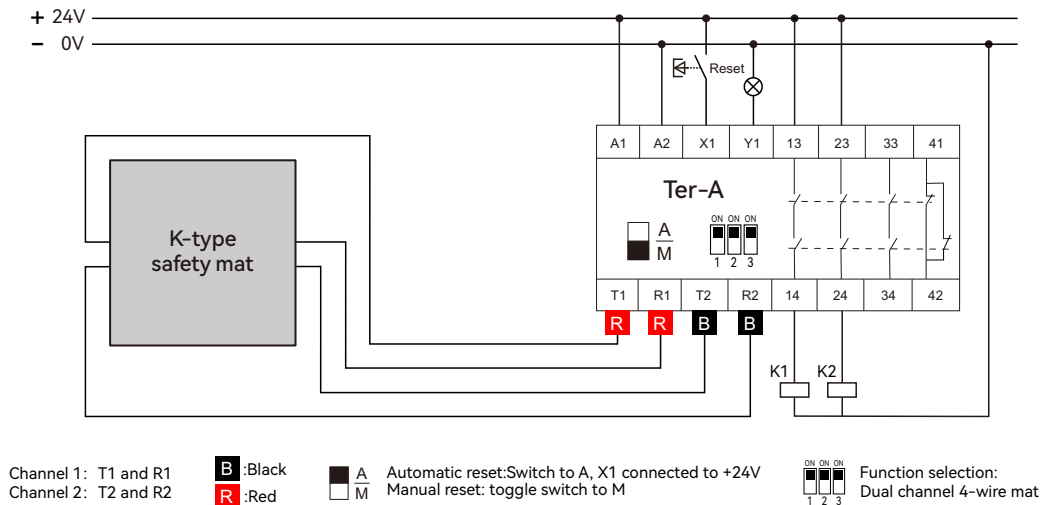 + 24V
- 0V
Reset
A1 A2 X1 Y1 13 23 33 41
Ter-A
K-type
safety mat
A
M
ON ON ON
1 2 3
T1 R1 T2 R2 14 24 34 42
R R B B
K1 K2
Channel 1: T1 and R1
Channel 2: T2 and R2
B :Black
R :Red
A
M
Automatic reset:Switch to A, X1 connected to +24V
Manual reset: toggle switch to M
ON ON ON
1 2 3
Function selection:
Dual channel 4-wire mat